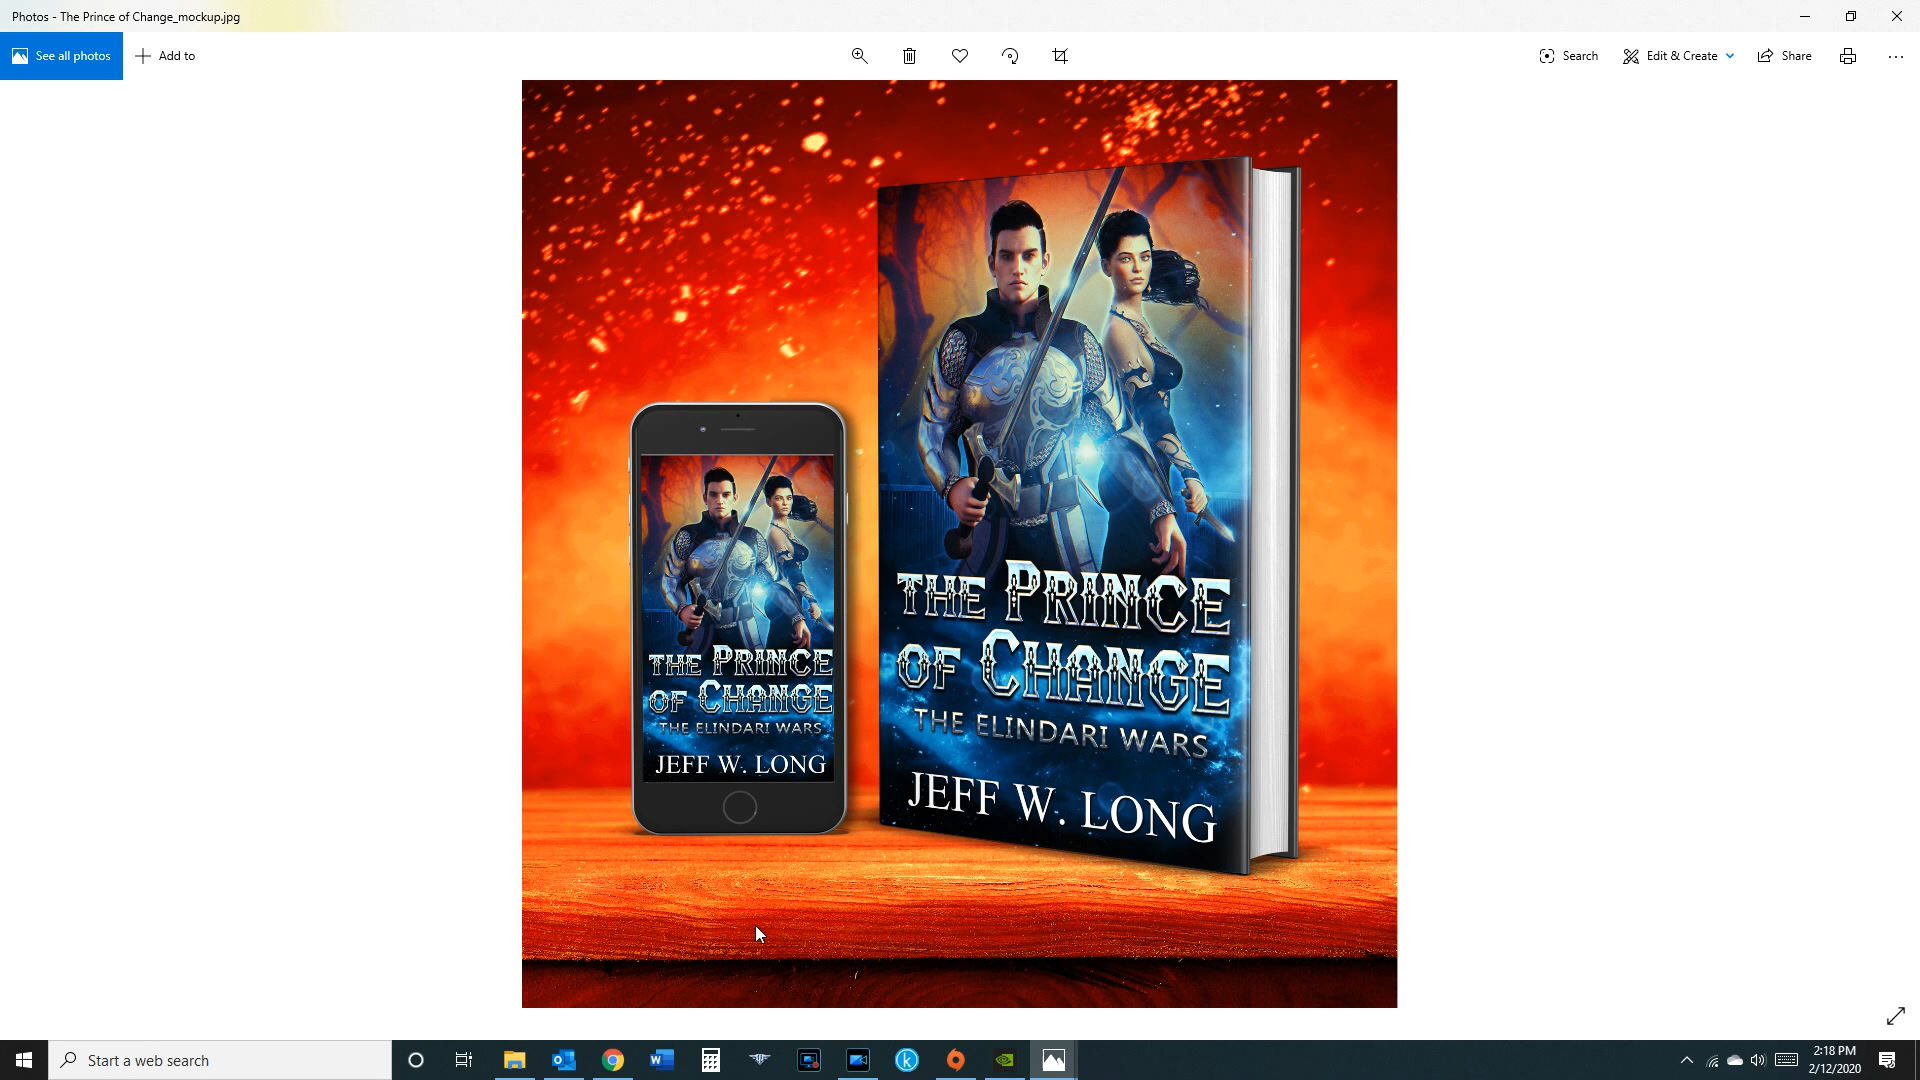 Photos - The Prince of Change_mockup.jpg
See all photos
Add to
Search
Edit & Create
Share
THE PRINCE
OF CHANGE
THE ELINDARI WARS
JEFF W. LONG
THE PRINCE
OF CHANGE
THE ELINDARI WARS
JEFF W. LONG
Start a web search
2:18 PM
2/12/2020